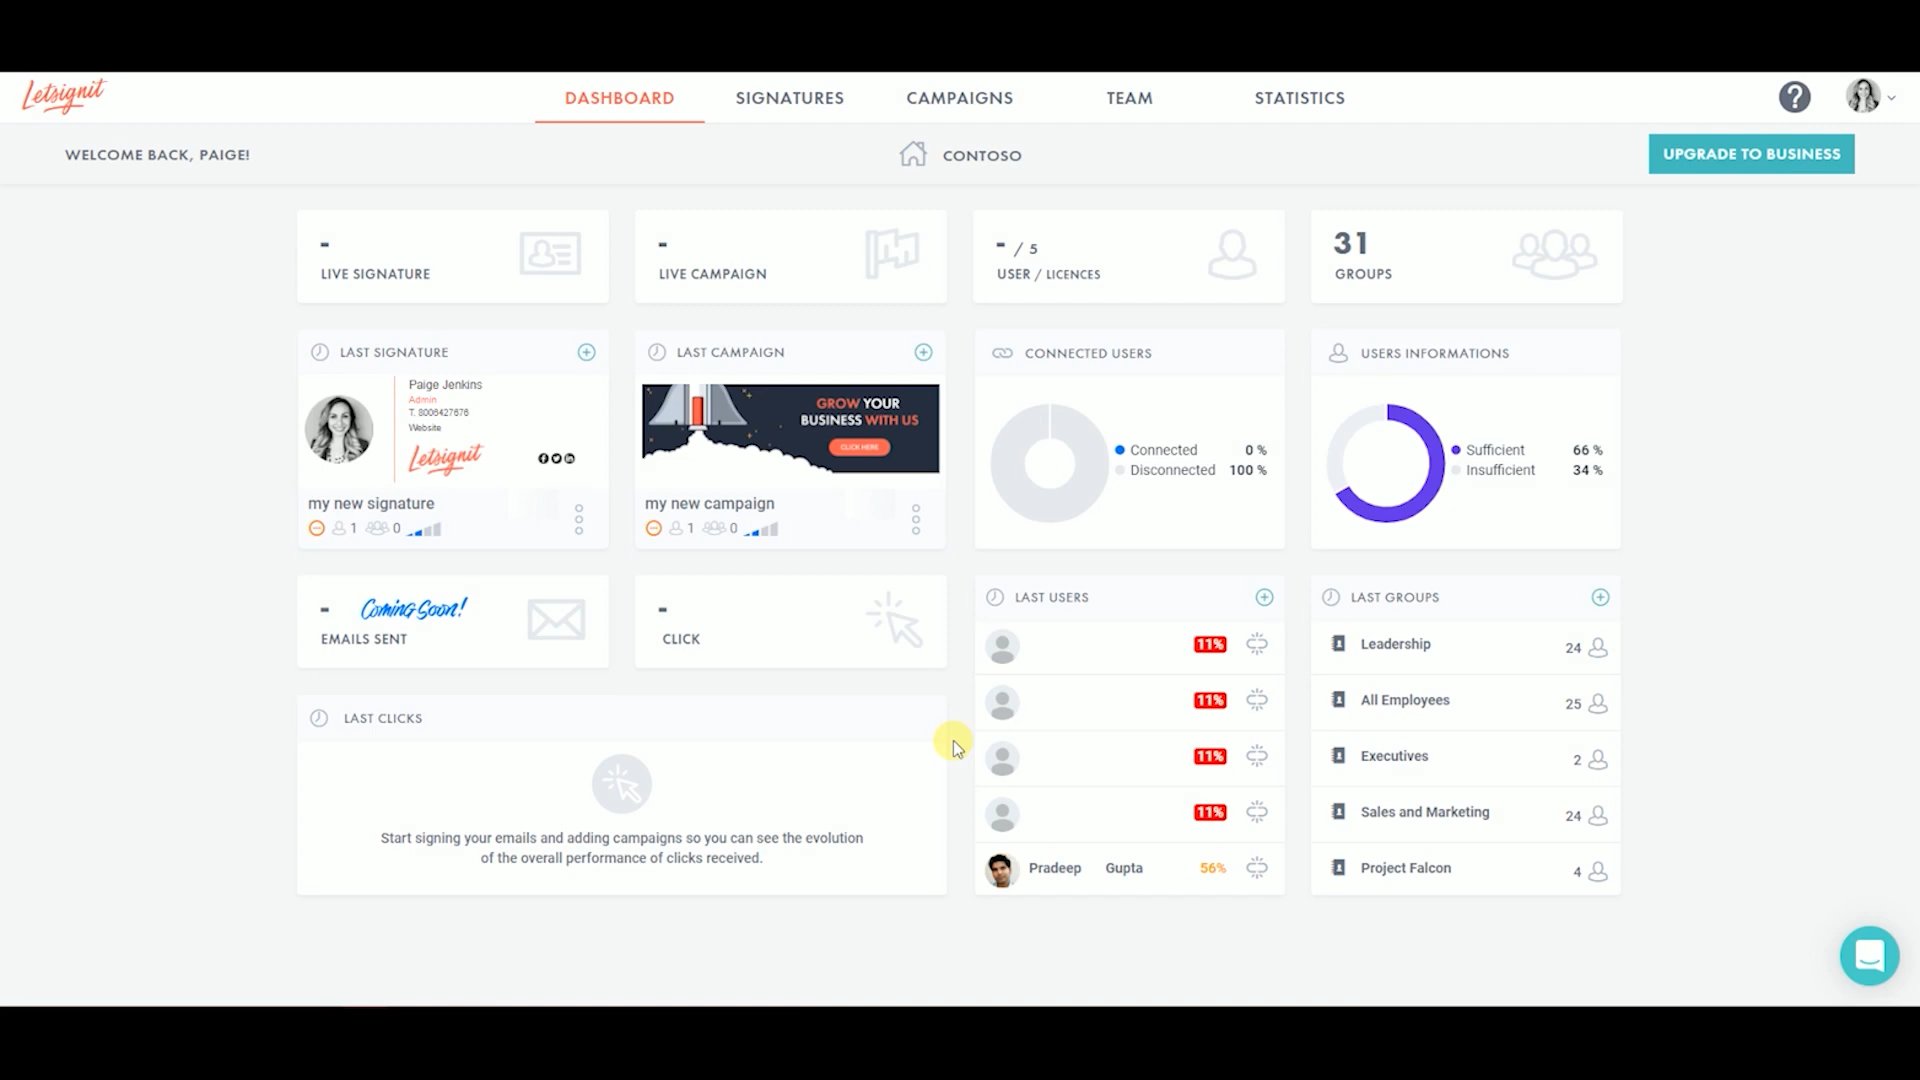 Letsignit
DASHBOARD
SIGNATURES
CAMPAIGNS
TEAM
STATISTICS
?
WELCOME BACK, PAIGE!
CONTOSO
UPGRADE TO BUSINESS
-
LIVE SIGNATURE
-
LIVE CAMPAIGN
- / 5
USER / LICENCES
31
GROUPS
LAST SIGNATURE
Paige Jenkins
Admin
T. 8006427676
Website
Letsignit
my new signature
1 0
LAST CAMPAIGN
GROW YOUR
BUSINESS WITH US
CLICK HERE
my new campaign
1 0
CONNECTED USERS
Connected 0 %
Disconnected 100 %
USERS INFORMATIONS
Sufficient 66 %
Insufficient 34 %
- Coming Soon!
EMAILS SENT
-
CLICK
LAST CLICKS
Start signing your emails and adding campaigns so you can see the evolution
of the overall performance of clicks received.
LAST USERS
11%
11%
11%
11%
Pradeep Gupta 56%
LAST GROUPS
Leadership 24
All Employees 25
Executives 2
Sales and Marketing 24
Project Falcon 4